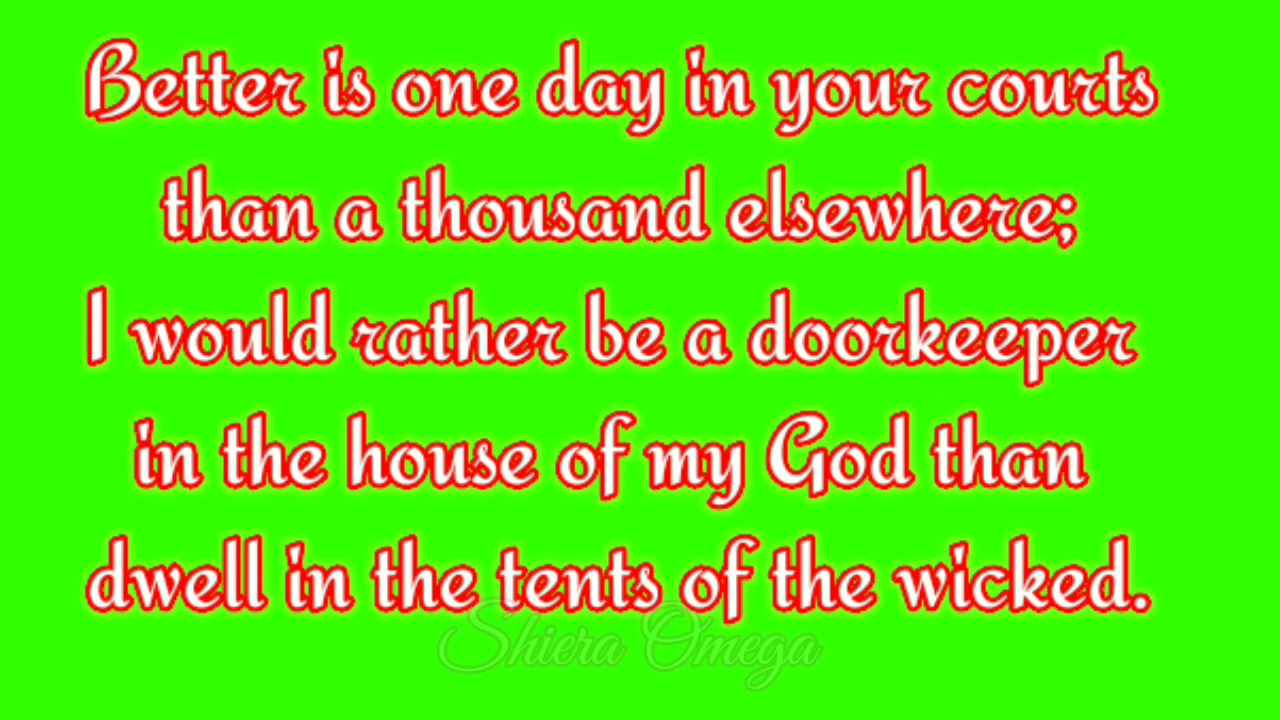 Better is one day in your courts
than a thousand elsewhere;
I would rather be a doorkeeper
in the house of my God than
dwell in the tents of the wicked.
Shiera Omega